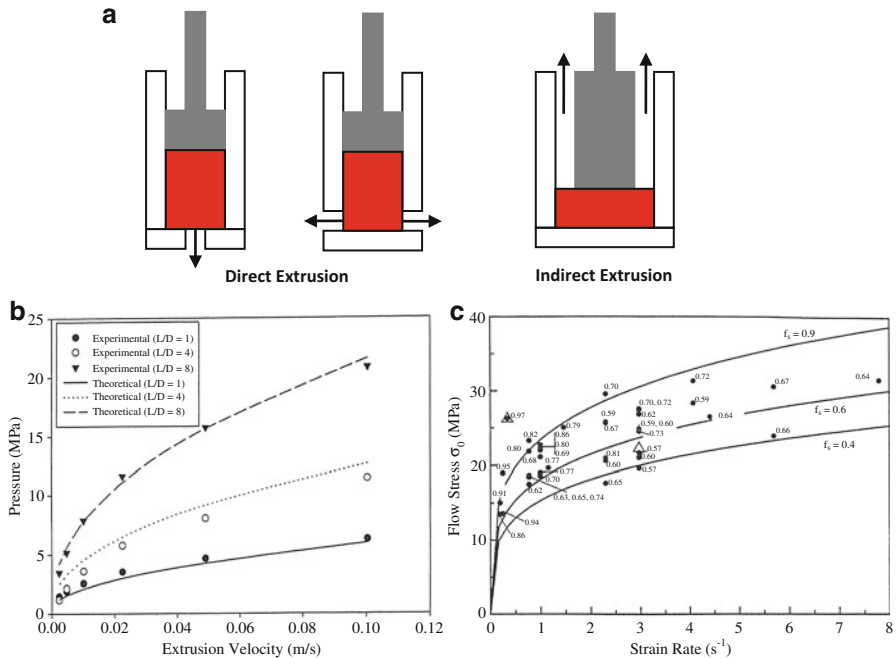 a
Direct Extrusion
Indirect Extrusion
b
25
20
15
10
5
0
Pressure (MPa)
Experimental (L/D = 1)
Experimental (L/D = 4)
Experimental (L/D = 8)
Theoretical (L/D = 1)
Theoretical (L/D = 4)
Theoretical (L/D = 8)
0.00 0.02 0.04 0.06 0.08 0.10 0.12
Extrusion Velocity (m/s)
c
50
40
30
20
10
0
Flow Stress σ0 (MPa)
fs = 0.9
fs = 0.6
fs = 0.4
0.97
0.95
0.91
0.94
0.86
0.80
0.82
0.79
0.86
0.80
0.69
0.68
0.77
0.77
0.70
0.62
0.63, 0.65, 0.74
0.70
0.59
0.67
0.81
0.60
0.65
0.70, 0.72
0.62
0.59, 0.60
0.73
0.57
0.60
0.57
0.72
0.59
0.64
0.67
0.66
0.64
0 1 2 3 4 5 6 7 8
Strain Rate (s⁻¹)